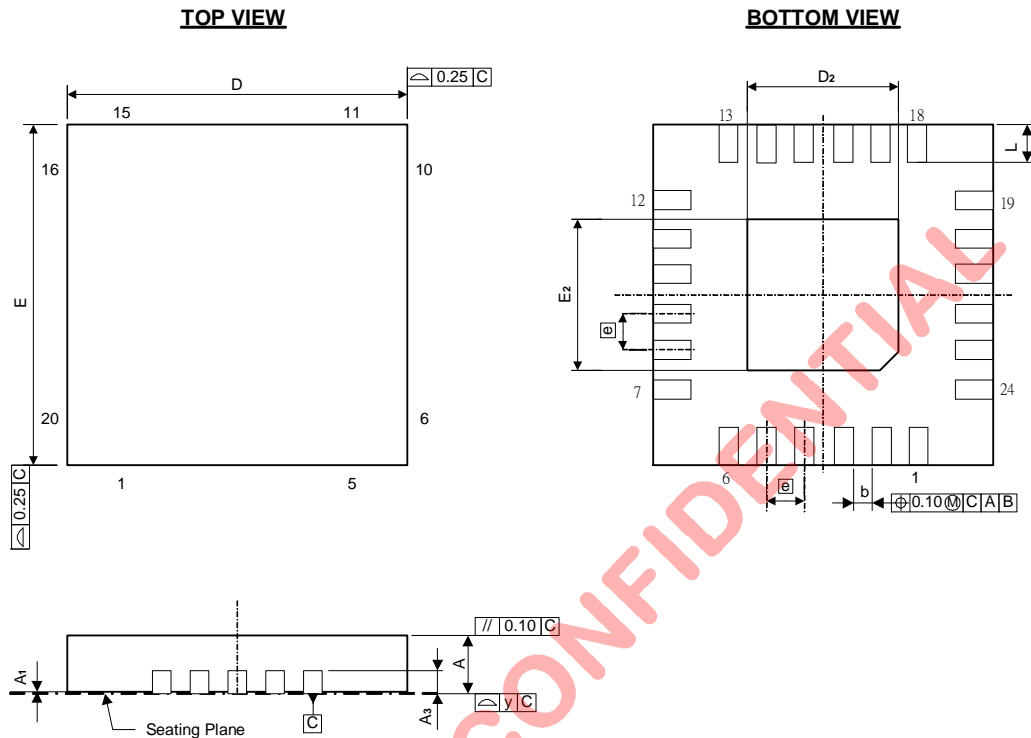 TOP VIEW
BOTTOM VIEW
D
⌓ 0.25 C
15
11
16
10
E
20
6
1
5
⌓ 0.25 C
D2
13
18
L
12
19
E2
e
7
24
6
e
b
1
⌖ 0.10 Ⓜ C A B
// 0.10 C
A1
A
A3
⌓ y C
C
Seating Plane
CONFIDENTIAL